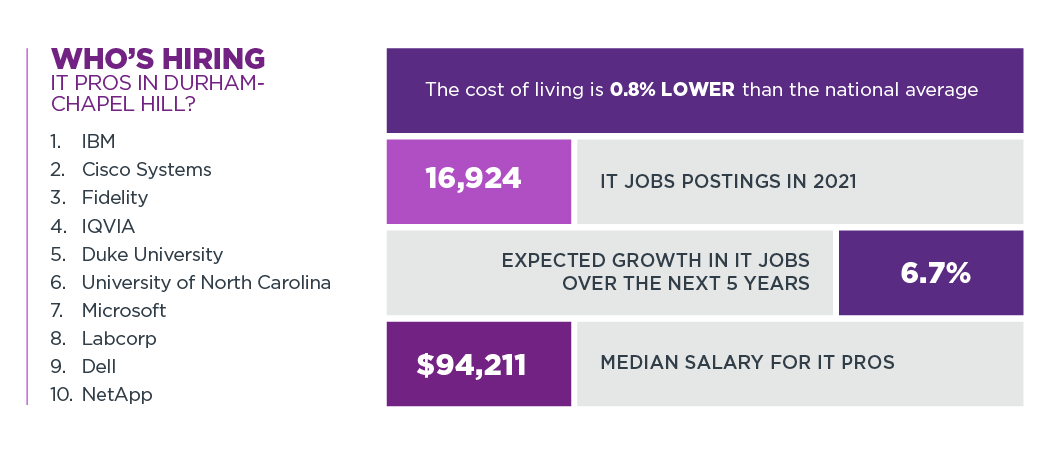 WHO'S HIRING
IT PROS IN DURHAM-
CHAPEL HILL?
1. IBM
2. Cisco Systems
3. Fidelity
4. IQVIA
5. Duke University
6. University of North Carolina
7. Microsoft
8. Labcorp
9. Dell
10. NetApp
The cost of living is 0.8% LOWER than the national average
16,924
IT JOBS POSTINGS IN 2021
EXPECTED GROWTH IN IT JOBS
OVER THE NEXT 5 YEARS
6.7%
$94,211
MEDIAN SALARY FOR IT PROS